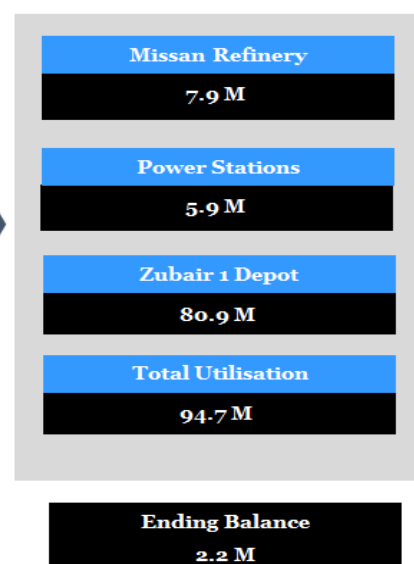 Missan Refinery
7.9 M
Power Stations
5.9 M
Zubair 1 Depot
80.9 M
Total Utilisation
94.7 M
Ending Balance
2.2 M